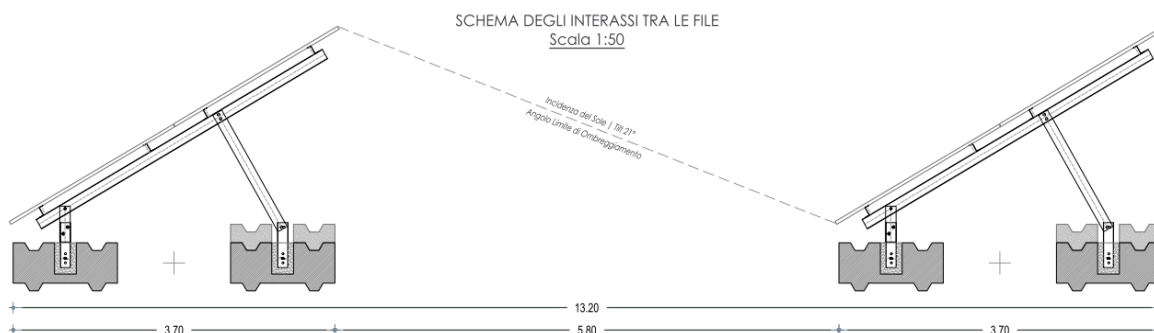 SCHEMA DEGLI INTERASSI TRA LE FILE
Scala 1:50
Incidenza del Sole | Tilt 21°
Angolo Limite di Ombreggiamento
13.20
3.70 5.80 3.70